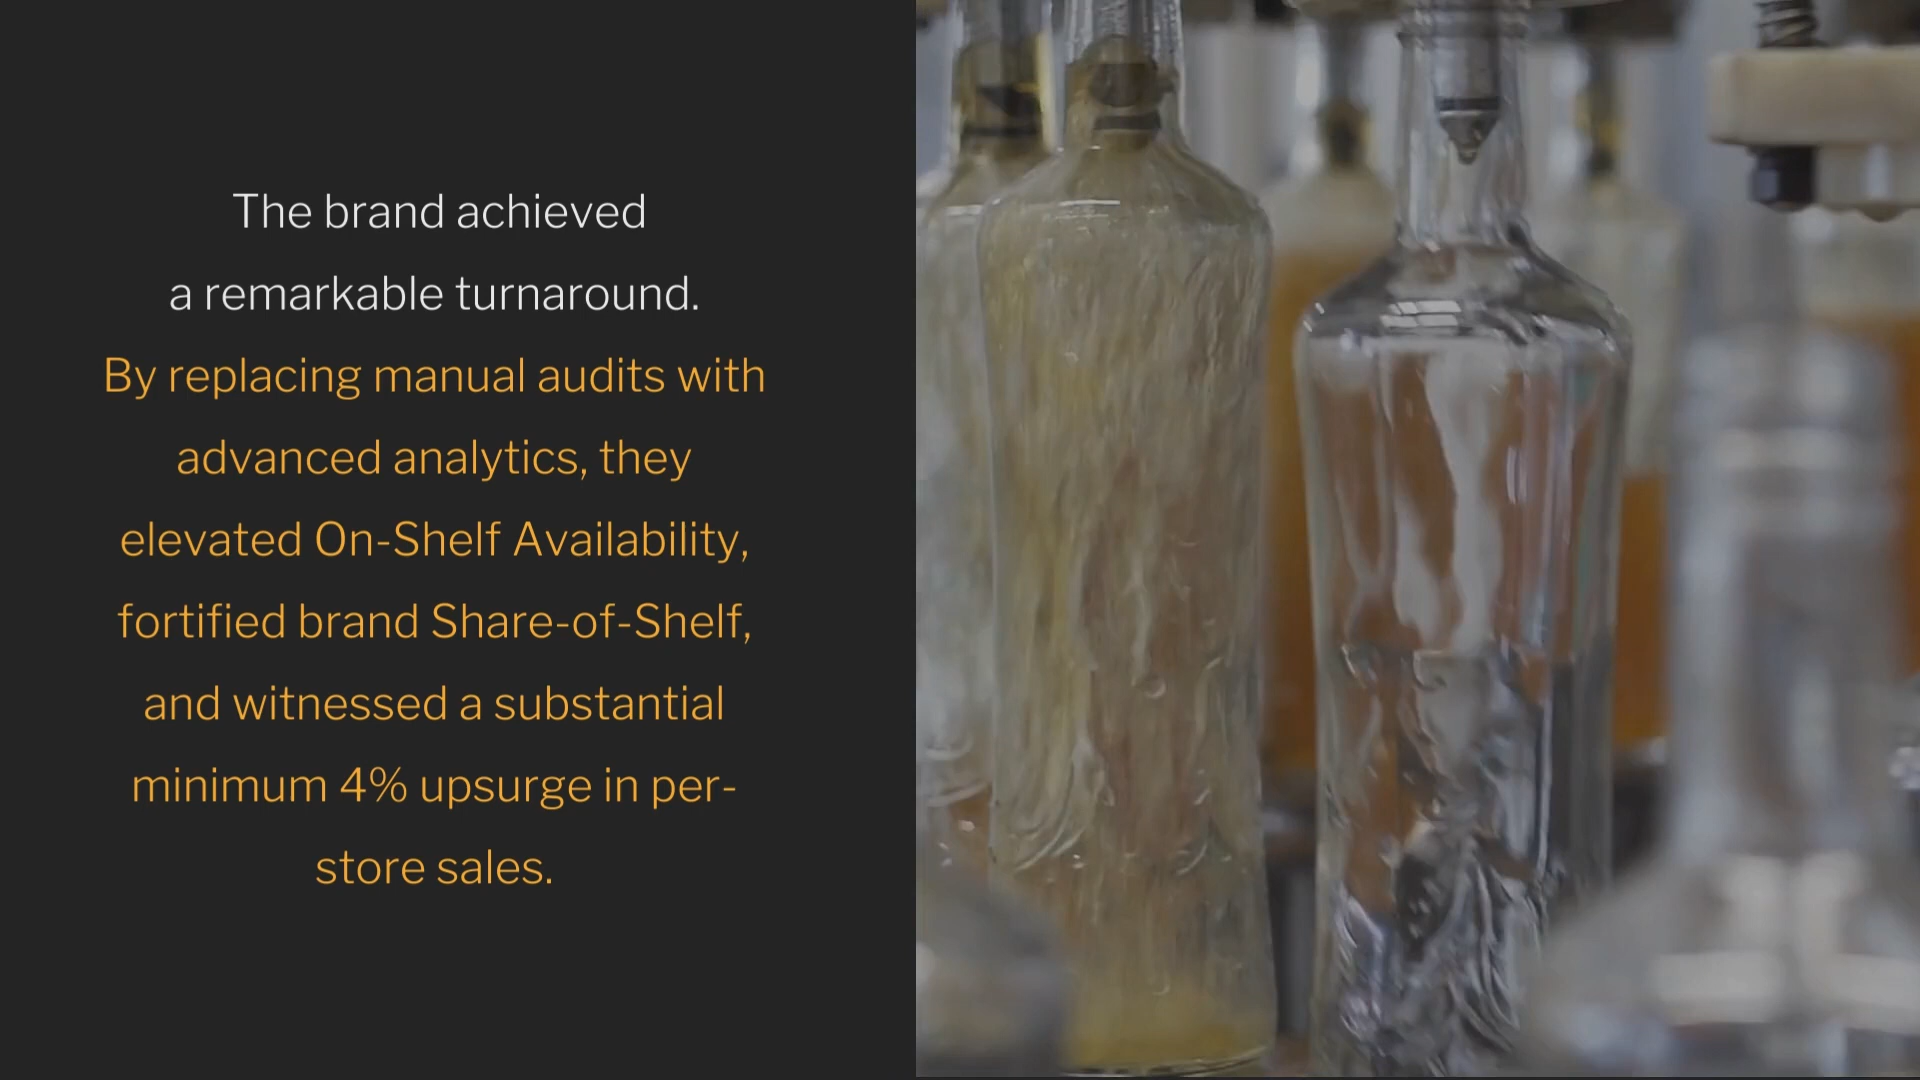 The brand achieved
a remarkable turnaround.
By replacing manual audits with
advanced analytics, they
elevated On-Shelf Availability,
fortified brand Share-of-Shelf,
and witnessed a substantial
minimum 4% upsurge in per-
store sales.